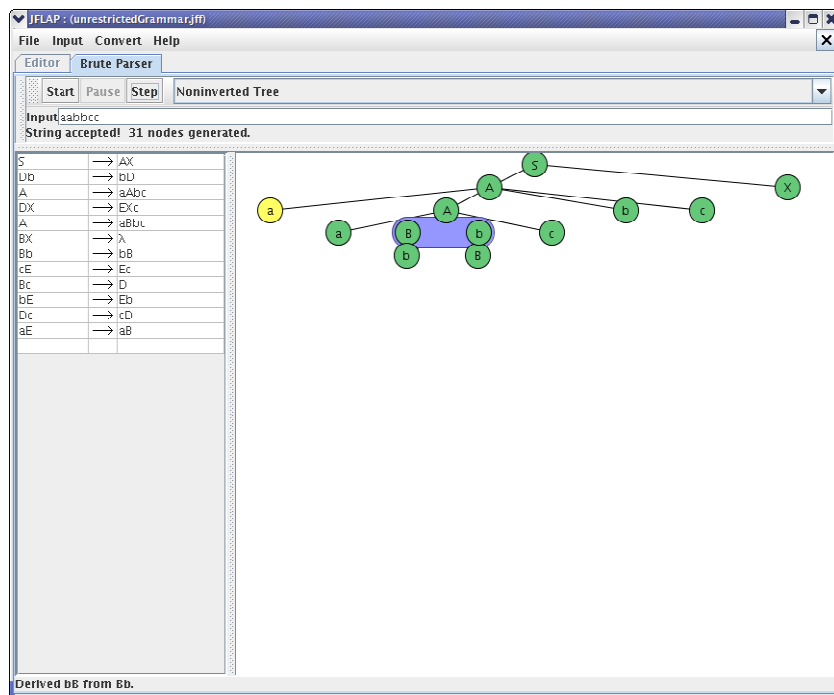 JFLAP : (unrestrictedGrammar.jff)
File Input Convert Help
Editor Brute Parser
Start Pause Step Noninverted Tree
Input aabbcc
String accepted! 31 nodes generated.
S → AX
Db → bD
A → aAbc
DX → EXc
A → aBbc
BX → λ
Bb → bB
cE → Ec
Bc → D
bE → Eb
Dc → cD
aE → aB
S
A X
a A b c
a B b c
b B
Derived bB from Bb.